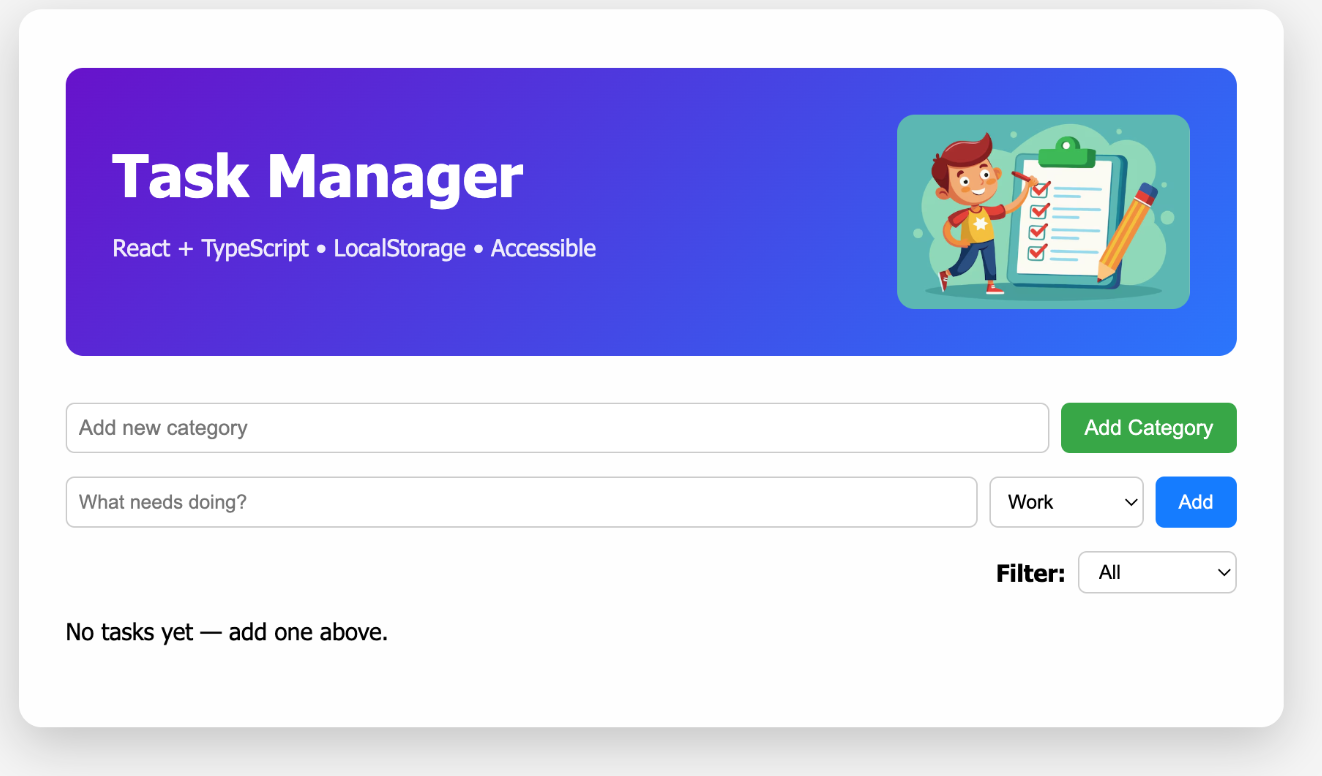 Task Manager
React + TypeScript • LocalStorage • Accessible
Add new category
Add Category
What needs doing?
Work
Add
Filter:
All
No tasks yet — add one above.